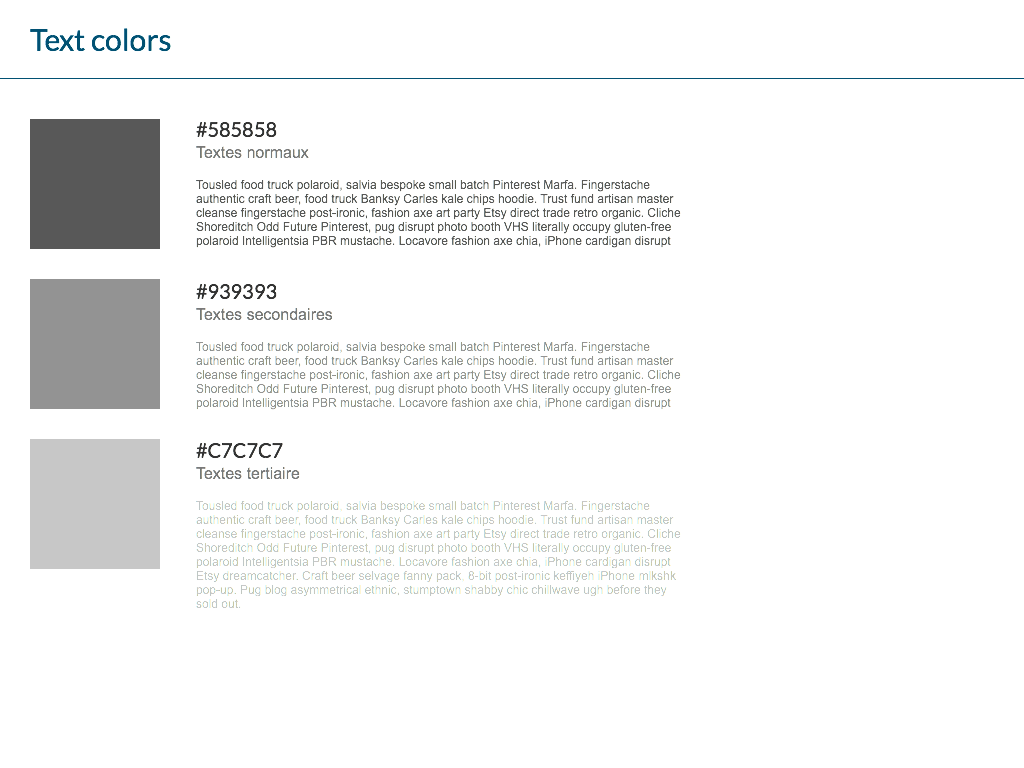 Text colors
#585858
Textes normaux
Tousled food truck polaroid, salvia bespoke small batch Pinterest Marfa. Fingerstache
authentic craft beer, food truck Banksy Carles kale chips hoodie. Trust fund artisan master
cleanse fingerstache post-ironic, fashion axe art party Etsy direct trade retro organic. Cliche
Shoreditch Odd Future Pinterest, pug disrupt photo booth VHS literally occupy gluten-free
polaroid Intelligentsia PBR mustache. Locavore fashion axe chia, iPhone cardigan disrupt
#939393
Textes secondaires
Tousled food truck polaroid, salvia bespoke small batch Pinterest Marfa. Fingerstache
authentic craft beer, food truck Banksy Carles kale chips hoodie. Trust fund artisan master
cleanse fingerstache post-ironic, fashion axe art party Etsy direct trade retro organic. Cliche
Shoreditch Odd Future Pinterest, pug disrupt photo booth VHS literally occupy gluten-free
polaroid Intelligentsia PBR mustache. Locavore fashion axe chia, iPhone cardigan disrupt
#C7C7C7
Textes tertiaire
Tousled food truck polaroid, salvia bespoke small batch Pinterest Marfa. Fingerstache
authentic craft beer, food truck Banksy Carles kale chips hoodie. Trust fund artisan master
cleanse fingerstache post-ironic, fashion axe art party Etsy direct trade retro organic. Cliche
Shoreditch Odd Future Pinterest, pug disrupt photo booth VHS literally occupy gluten-free
polaroid Intelligentsia PBR mustache. Locavore fashion axe chia, iPhone cardigan disrupt
Etsy dreamcatcher. Craft beer selvage fanny pack, 8-bit post-ironic keffiyeh iPhone mlkshk
pop-up. Pug blog asymmetrical ethnic, stumptown shabby chic chillwave ugh before they
sold out.